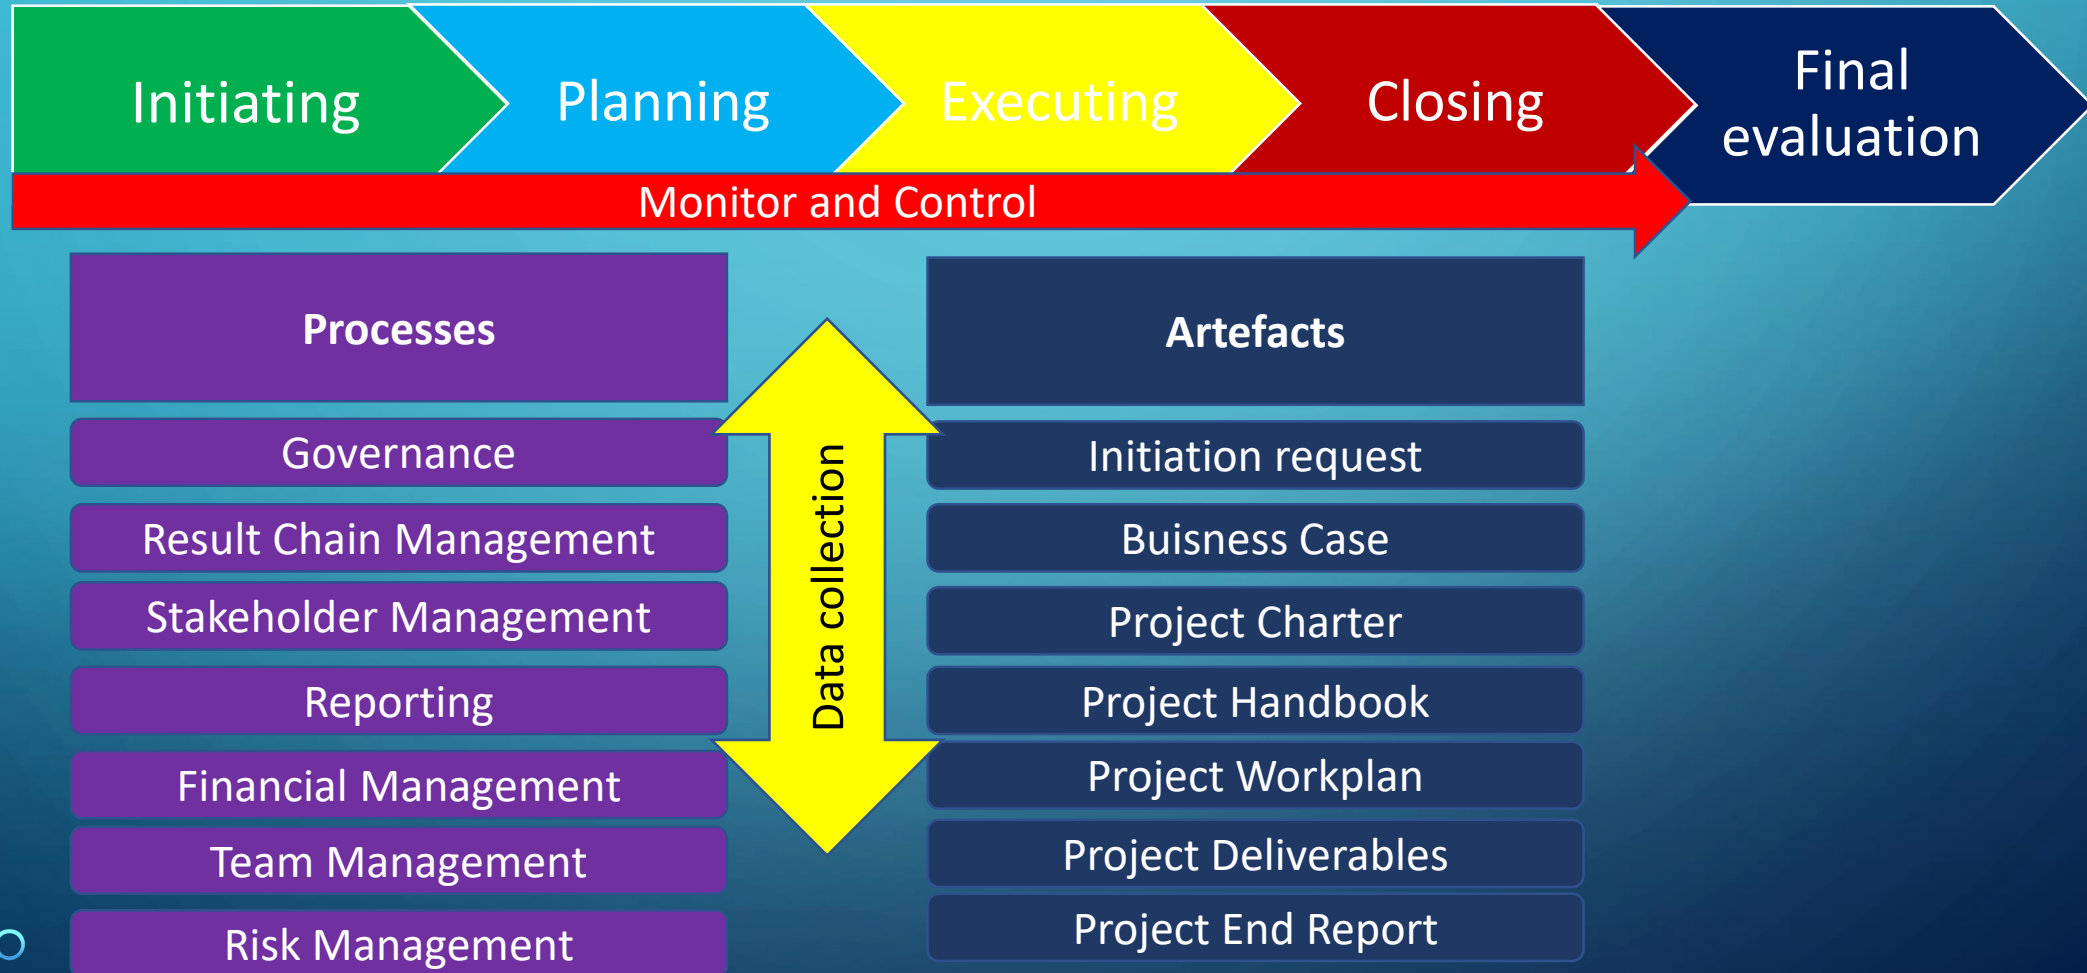 Initiating
Planning
Executing
Closing
Final
evaluation
Monitor and Control
Processes
Governance
Result Chain Management
Stakeholder Management
Reporting
Financial Management
Team Management
Risk Management
Data collection
Artefacts
Initiation request
Buisness Case
Project Charter
Project Handbook
Project Workplan
Project Deliverables
Project End Report